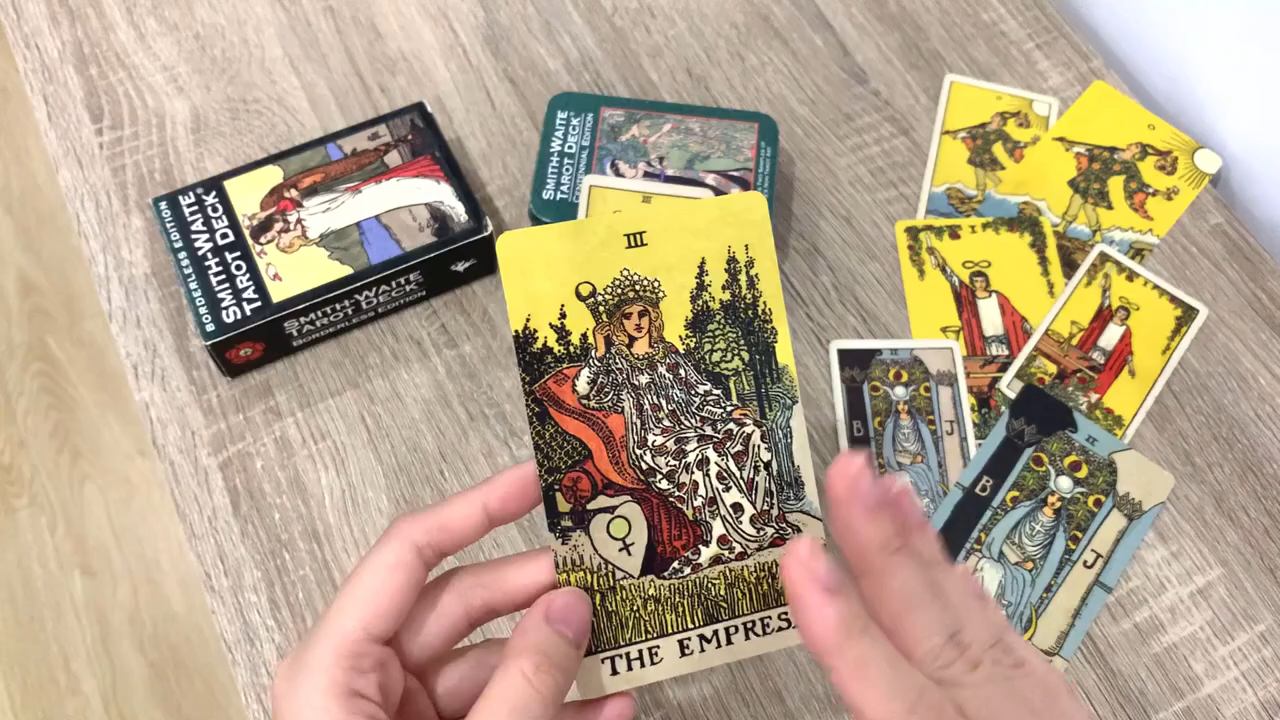 BORDERLESS EDITION
SMITH-WAITE
TAROT DECK®
SMITH-WAITE
TAROT DECK®
BORDERLESS EDITION
SMITH-WAITE
TAROT DECK®
CENTENNIAL EDITION
III
III
THE EMPRESS
I
II
B
J
II
B
J